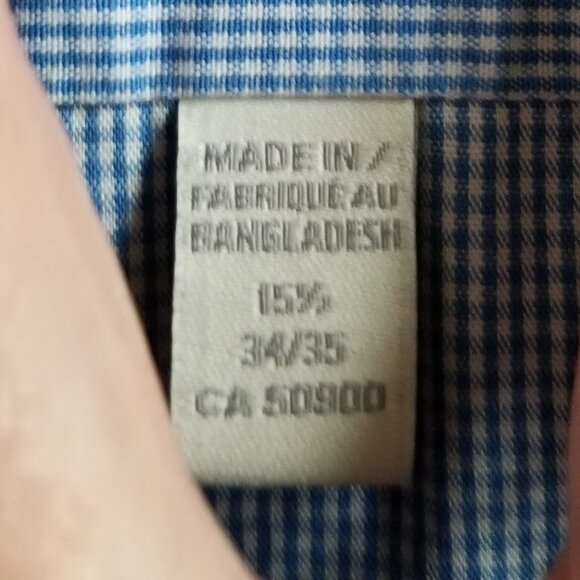 MADE IN /
FABRIQUÉ AU
BANGLADESH
15½
34/35
CA 50900